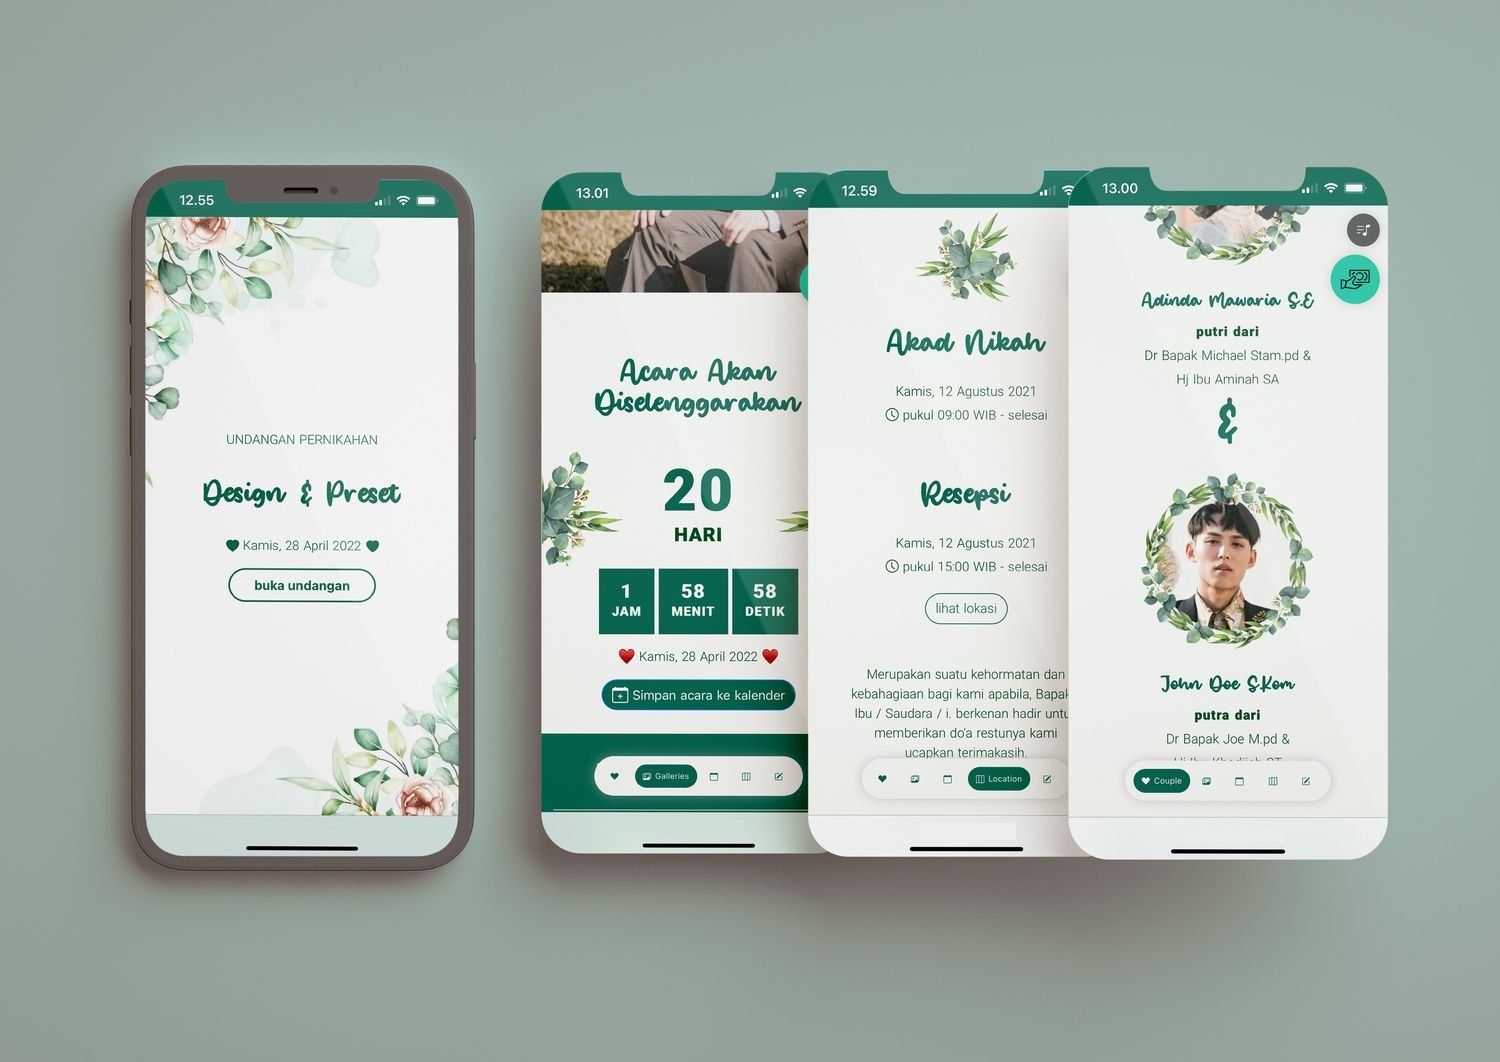 12.55
UNDANGAN PERNIKAHAN
Design & Preset
Kamis, 28 April 2022
buka undangan
13.01
Acara Akan
Diselenggarakan
20
HARI
1
JAM
58
MENIT
58
DETIK
Kamis, 28 April 2022
Simpan acara ke kalender
Galleries
12.59
Akad Nikah
Kamis, 12 Agustus 2021
pukul 09:00 WIB - selesai
Resepsi
Kamis, 12 Agustus 2021
pukul 15:00 WIB - selesai
lihat lokasi
Merupakan suatu kehormatan dan
kebahagiaan bagi kami apabila, Bapak
Ibu / Saudara / i. berkenan hadir untu
memberikan do'a restunya kami
ucapkan terimakasih.
Location
13.00
Adinda Mawaria S.E
putri dari
Dr Bapak Michael Stam.pd &
Hj Ibu Aminah SA
&
John Doe S.Kom
putra dari
Dr Bapak Joe M.pd &
Couple